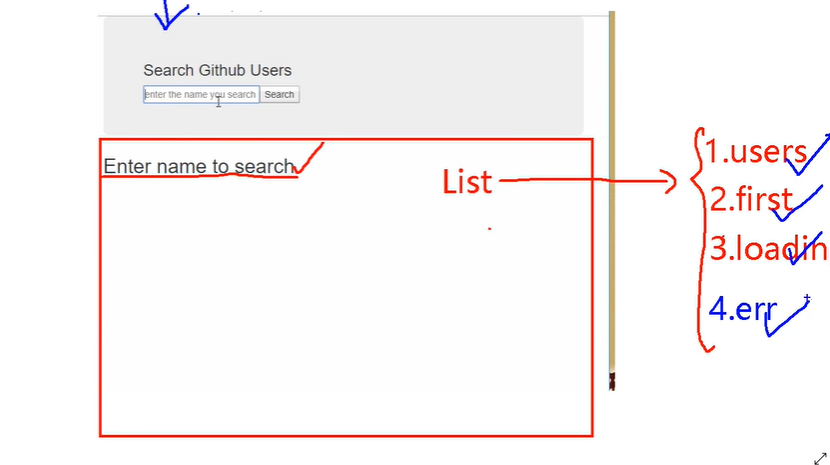 Search Github Users
enter the name you search Search
Enter name to search
List
1.users
2.first
3.loadin
4.err